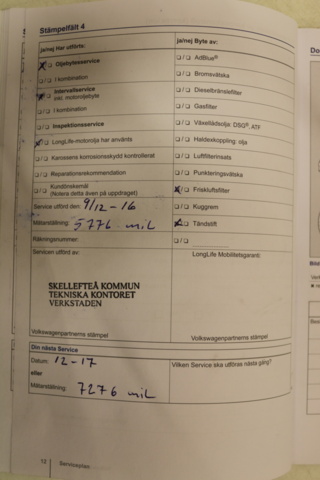 Stämpelfält 4
ja/nej Har utförts:
Oljebytesservice
I kombination
Intervallservice
inkl. motoroljebyte
I kombination
Inspektionsservice
LongLife-motorolja har använts
Karossens korrosionsskydd kontrollerat
Reparationsrekommendation
Kundönskemål
(Notera detta även på uppdraget)
Service utförd den: 9/12-16
Mätarställning: 5776 mil
Räkningsnummer:
Servicen utförd av:
SKELLEFTEÅ KOMMUN
TEKNISKA KONTORET
VERKSTADEN
Volkswagenpartnerns stämpel
ja/nej Byte av:
AdBlue®
Bromsvätska
Dieselbränslefilter
Gasfilter
Växellådsolja: DSG®, ATF
Haldexkoppling: olja
Luftfilterinsats
Punkteringsvätska
Friskluftsfilter
Kuggrem
Tändstift
LongLife Mobilitetsgaranti
Volkswagenpartnerns stämpel
Din nästa Service
Datum: 12-17
eller
Mätarställning: 7276 mil
Vilken Service ska utföras nästa gång?
12 Serviceplan